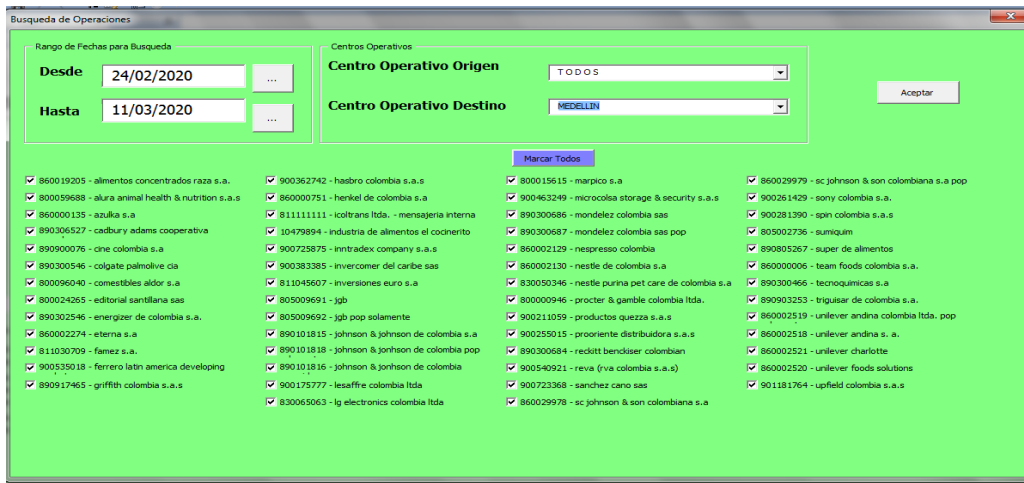 Busqueda de Operaciones
Rango de Fechas para Busqueda
Desde
24/02/2020
...
Hasta
11/03/2020
...
Centros Operativos
Centro Operativo Origen
T O D O S
Centro Operativo Destino
MEDELLIN
Aceptar
Marcar Todos
860019205 - alimentos concentrados raza s.a.
800059688 - alura animal health & nutrition s.a.s
860000135 - azulka s.a
890306527 - cadbury adams cooperativa
890900076 - cine colombia s.a
890300546 - colgate palmolive cia
800096040 - comestibles aldor s.a
800024265 - editorial santillana sas
890302546 - energizer de colombia s.a.
860002274 - eterna s.a
811030709 - famez s.a.
900535018 - ferrero latin america developing
890917465 - griffith colombia s.a.s
900362742 - hasbro colombia s.a.s
860000751 - henkel de colombia s.a
811111111 - icoltrans ltda. - mensajeria interna
10479894 - industria de alimentos el cocinerito
900725875 - inntradex company s.a.s
900383385 - invercomer del caribe sas
811045607 - inversiones euro s.a
805009691 - jgb
805009692 - jgb pop solamente
890101815 - johnson & johnson de colombia s.a
890101818 - johnson & jonhson de colombia pop
890101816 - johnson & jonhson de colombia
900175777 - lesaffre colombia ltda
830065063 - lg electronics colombia ltda
800015615 - marpico s.a
900463249 - microcolsa storage & security s.a.s
890300686 - mondelez colombia sas
890300687 - mondelez colombia sas pop
860002129 - nespresso colombia
860002130 - nestle de colombia s.a
830050346 - nestle purina pet care de colombia s.a
800000946 - procter & gamble colombia ltda.
900211059 - productos quezza s.a.s
900255015 - prooriente distribuidora s.a.s
890300684 - reckitt benckiser colombian
900540921 - reva (rva colombia s.a.s)
900723368 - sanchez cano sas
860029978 - sc johnson & son colombiana s.a
860029979 - sc johnson & son colombiana s.a pop
900261429 - sony colombia s.a.
900281390 - spin colombia s.a.s
805002736 - sumiquim
890805267 - super de alimentos
860000006 - team foods colombia s.a.
890300466 - tecnoquimicas s.a
890903253 - triguisar de colombia s.a.
860002519 - unilever andina colombia ltda. pop
860002518 - unilever andina s. a.
860002521 - unilever charlotte
860002520 - unilever foods solutions
901181764 - upfield colombia s.a.s